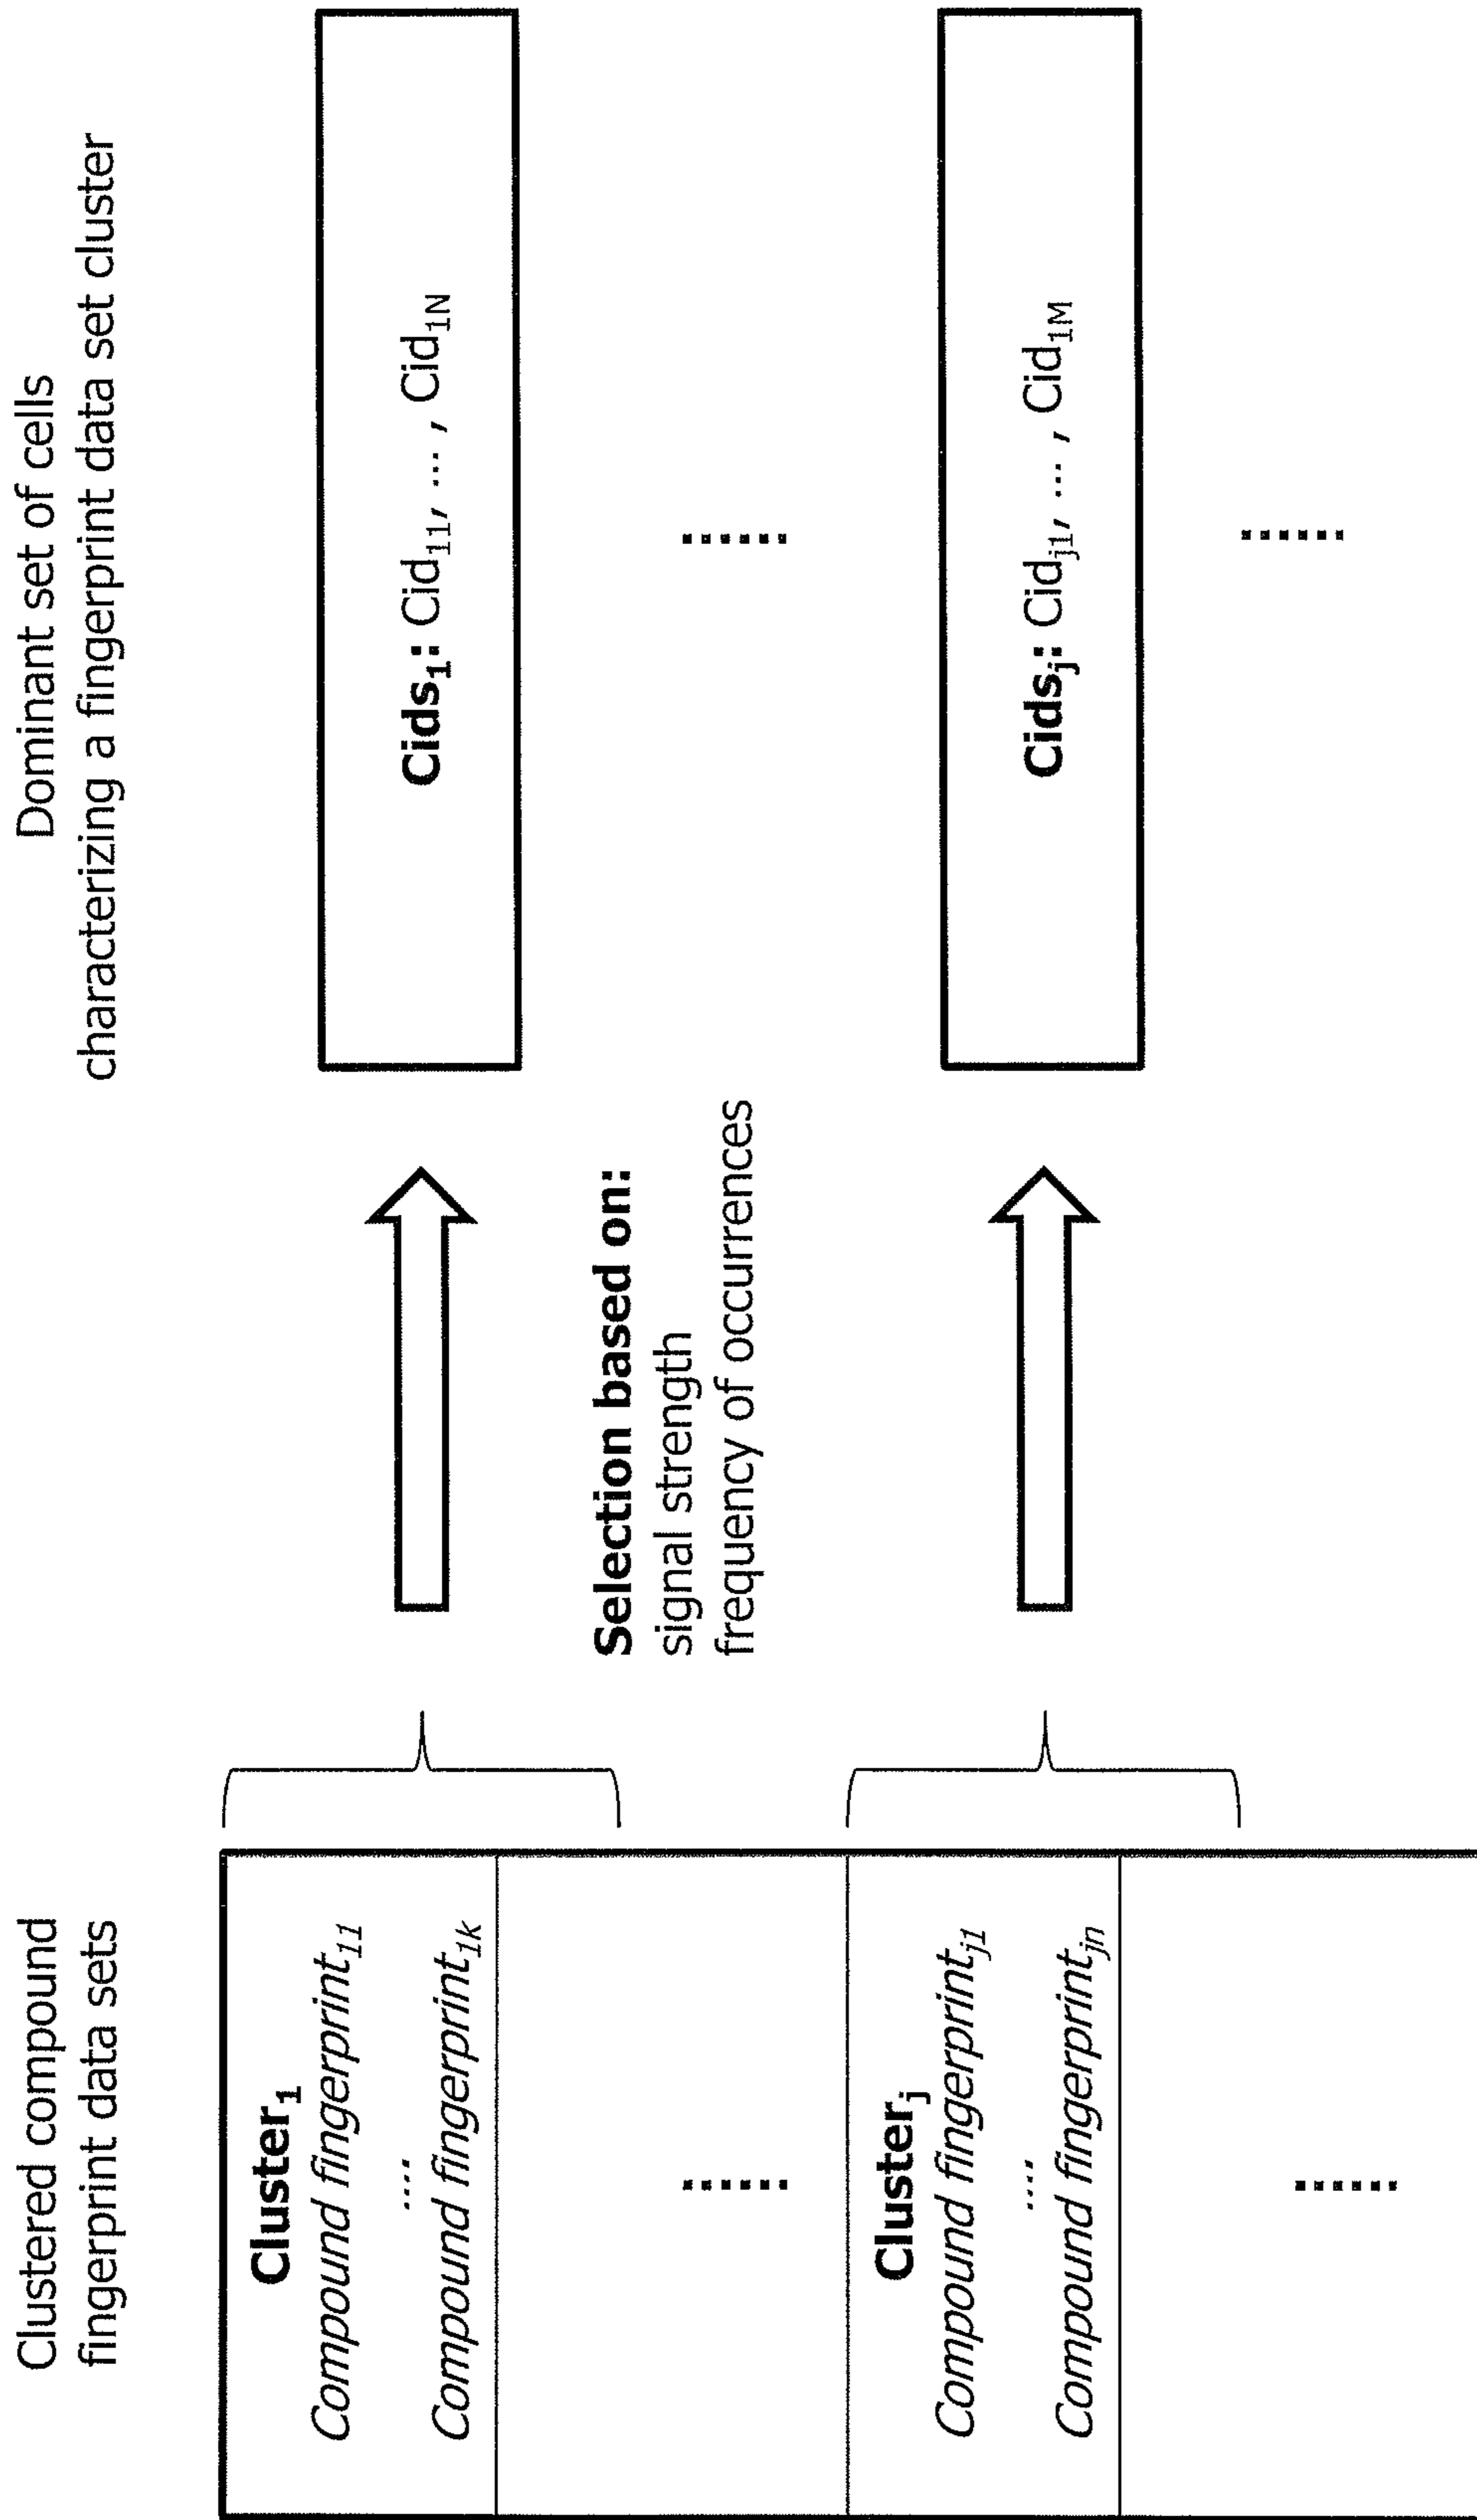 Clustered compound
fingerprint data sets
Cluster₁
Compound fingerprint₁₁
....
Compound fingerprint₁ₖ
......
Clusterⱼ
Compound fingerprintⱼ₁
....
Compound fingerprintⱼₙ
......
Selection based on:
signal strength
frequency of occurrences
Dominant set of cells
characterizing a fingerprint data set cluster
Cids₁: Cid₁₁, ... , Cid₁N
......
Cidsⱼ: Cidⱼ₁, ... , Cid₁M
......